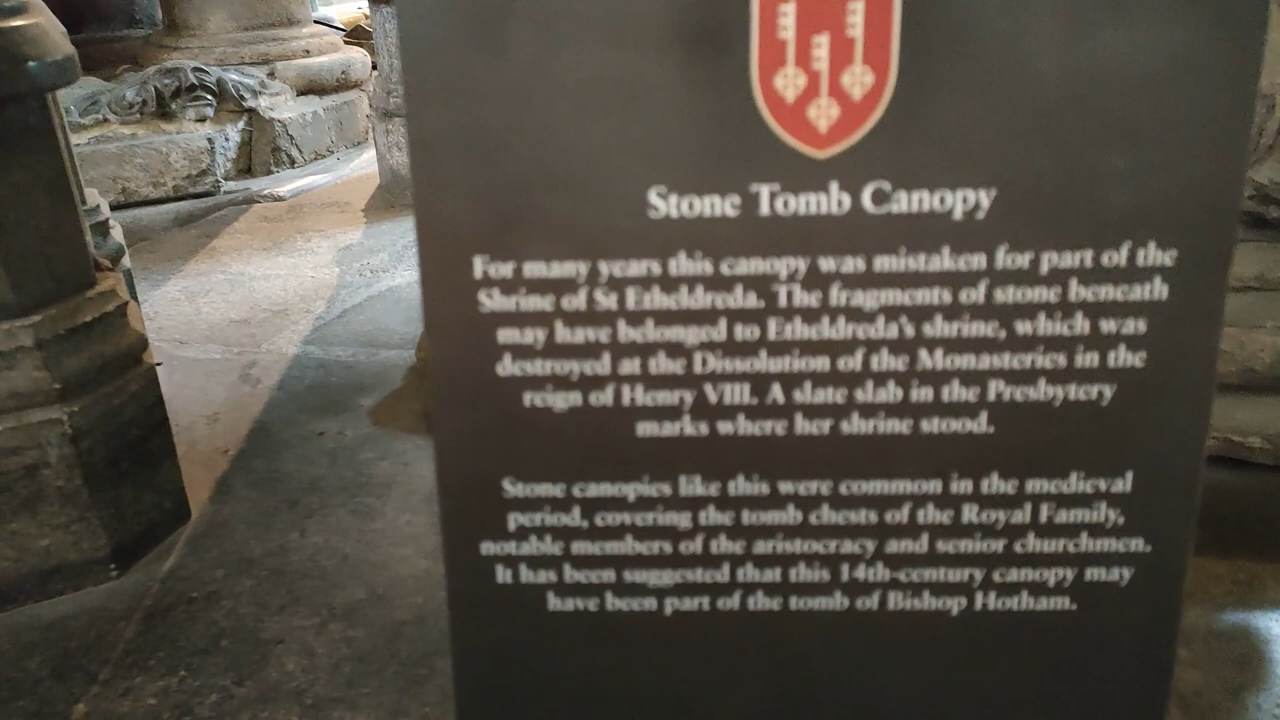 Stone Tomb Canopy
For many years this canopy was mistaken for part of the
Shrine of St Etheldreda. The fragments of stone beneath
may have belonged to Etheldreda's shrine, which was
destroyed at the Dissolution of the Monasteries in the
reign of Henry VIII. A slate slab in the Presbytery
marks where her shrine stood.
Stone canopies like this were common in the medieval
period, covering the tomb chests of the Royal Family,
notable members of the aristocracy and senior churchmen.
It has been suggested that this 14th-century canopy may
have been part of the tomb of Bishop Hotham.